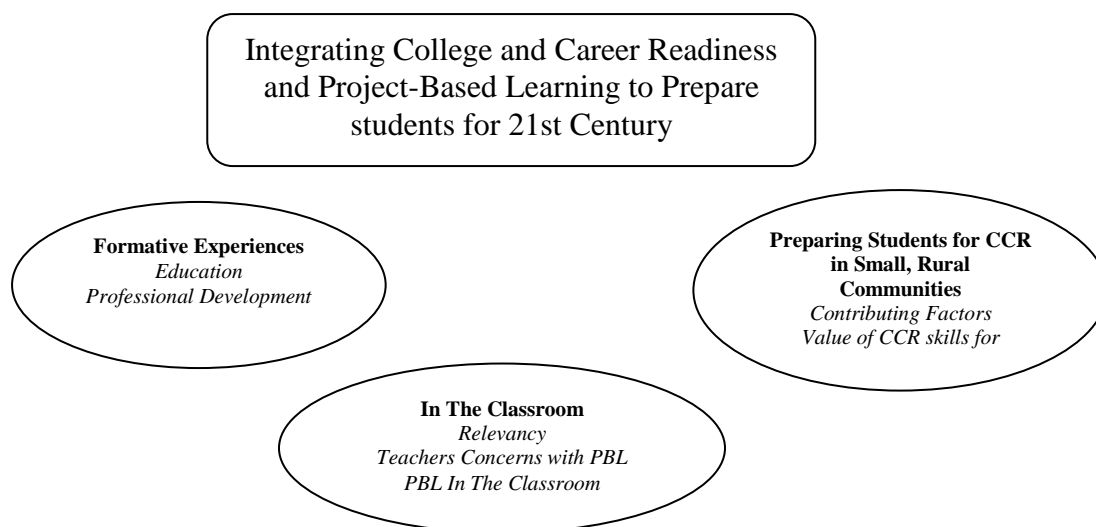 Integrating College and Career Readiness
and Project-Based Learning to Prepare
students for 21st Century
Formative Experiences
Education
Professional Development
Preparing Students for CCR
in Small, Rural
Communities
Contributing Factors
Value of CCR skills for
In The Classroom
Relevancy
Teachers Concerns with PBL
PBL In The Classroom